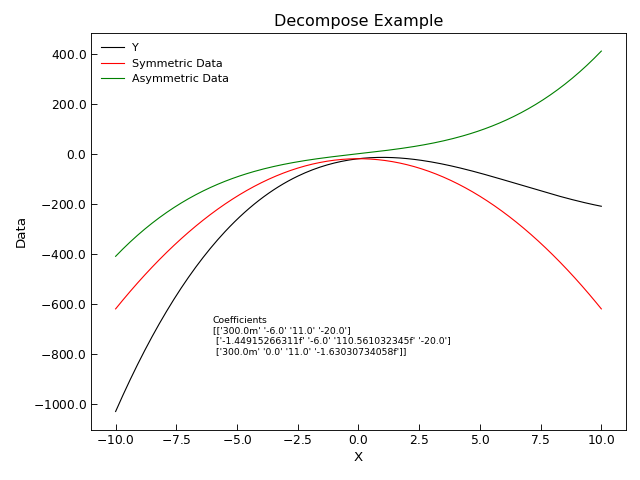 Decompose Example
Y
Symmetric Data
Asymmetric Data
400.0
200.0
0.0
−200.0
−400.0
−600.0
−800.0
−1000.0
Data
Coefficients
[['300.0m' '-6.0' '11.0' '-20.0']
['-1.44915266311f' '-6.0' '110.561032345f' '-20.0']
['300.0m' '0.0' '11.0' '-1.63030734058f']]
−10.0 −7.5 −5.0 −2.5 0.0 2.5 5.0 7.5 10.0
X